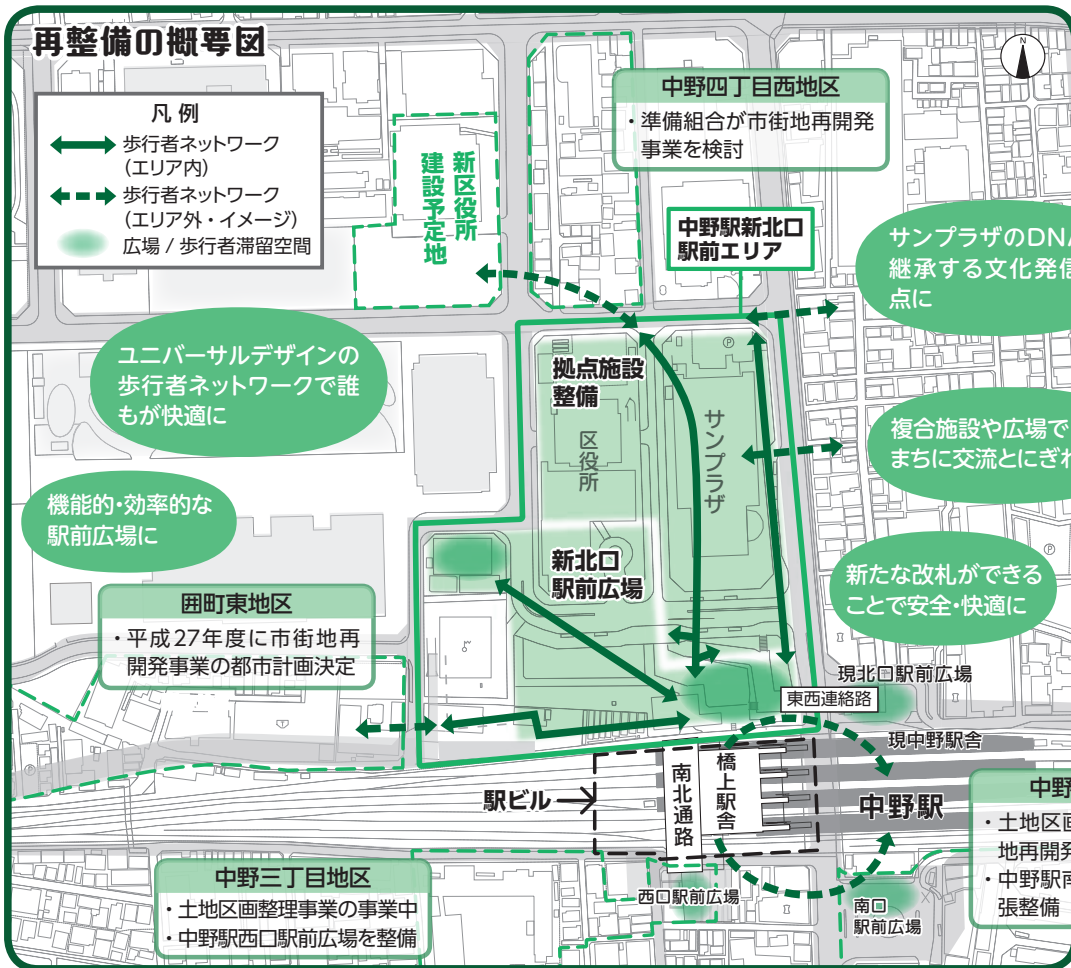 再整備の概要図
N
凡例
歩行者ネットワーク
(エリア内)
歩行者ネットワーク
(エリア外・イメージ)
広場 / 歩行者滞留空間
新区役所
建設予定地
中野四丁目西地区
・準備組合が市街地再開発
事業を検討
中野駅新北口
駅前エリア
サンプラザのDNA
継承する文化発信
点に
ユニバーサルデザインの
歩行者ネットワークで誰
もが快適に
拠点施設
整備
区役所
サンプラザ
P
複合施設や広場で
まちに交流とにぎわ
機能的・効率的な
駅前広場に
新北口
駅前広場
P
新たな改札ができる
ことで安全・快適に
囲町東地区
・平成27年度に市街地再
開発事業の都市計画決定
現北口駅前広場
東西連絡路
現中野駅舎
駅ビル
南北通路
橋上駅舎
中野駅
中野
・土地区画
地再開発
・中野駅南
張整備
中野三丁目地区
・土地区画整理事業の事業中
・中野駅西口駅前広場を整備
西口駅前広場
南口
駅前広場